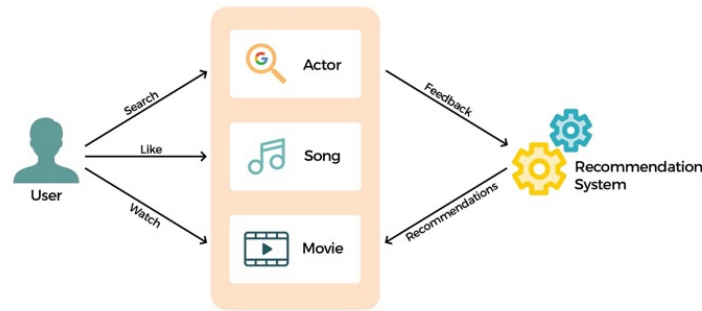 Actor
Search
Feedback
Like
Song
User
Recommendation
System
Watch
Recommendations
Movie